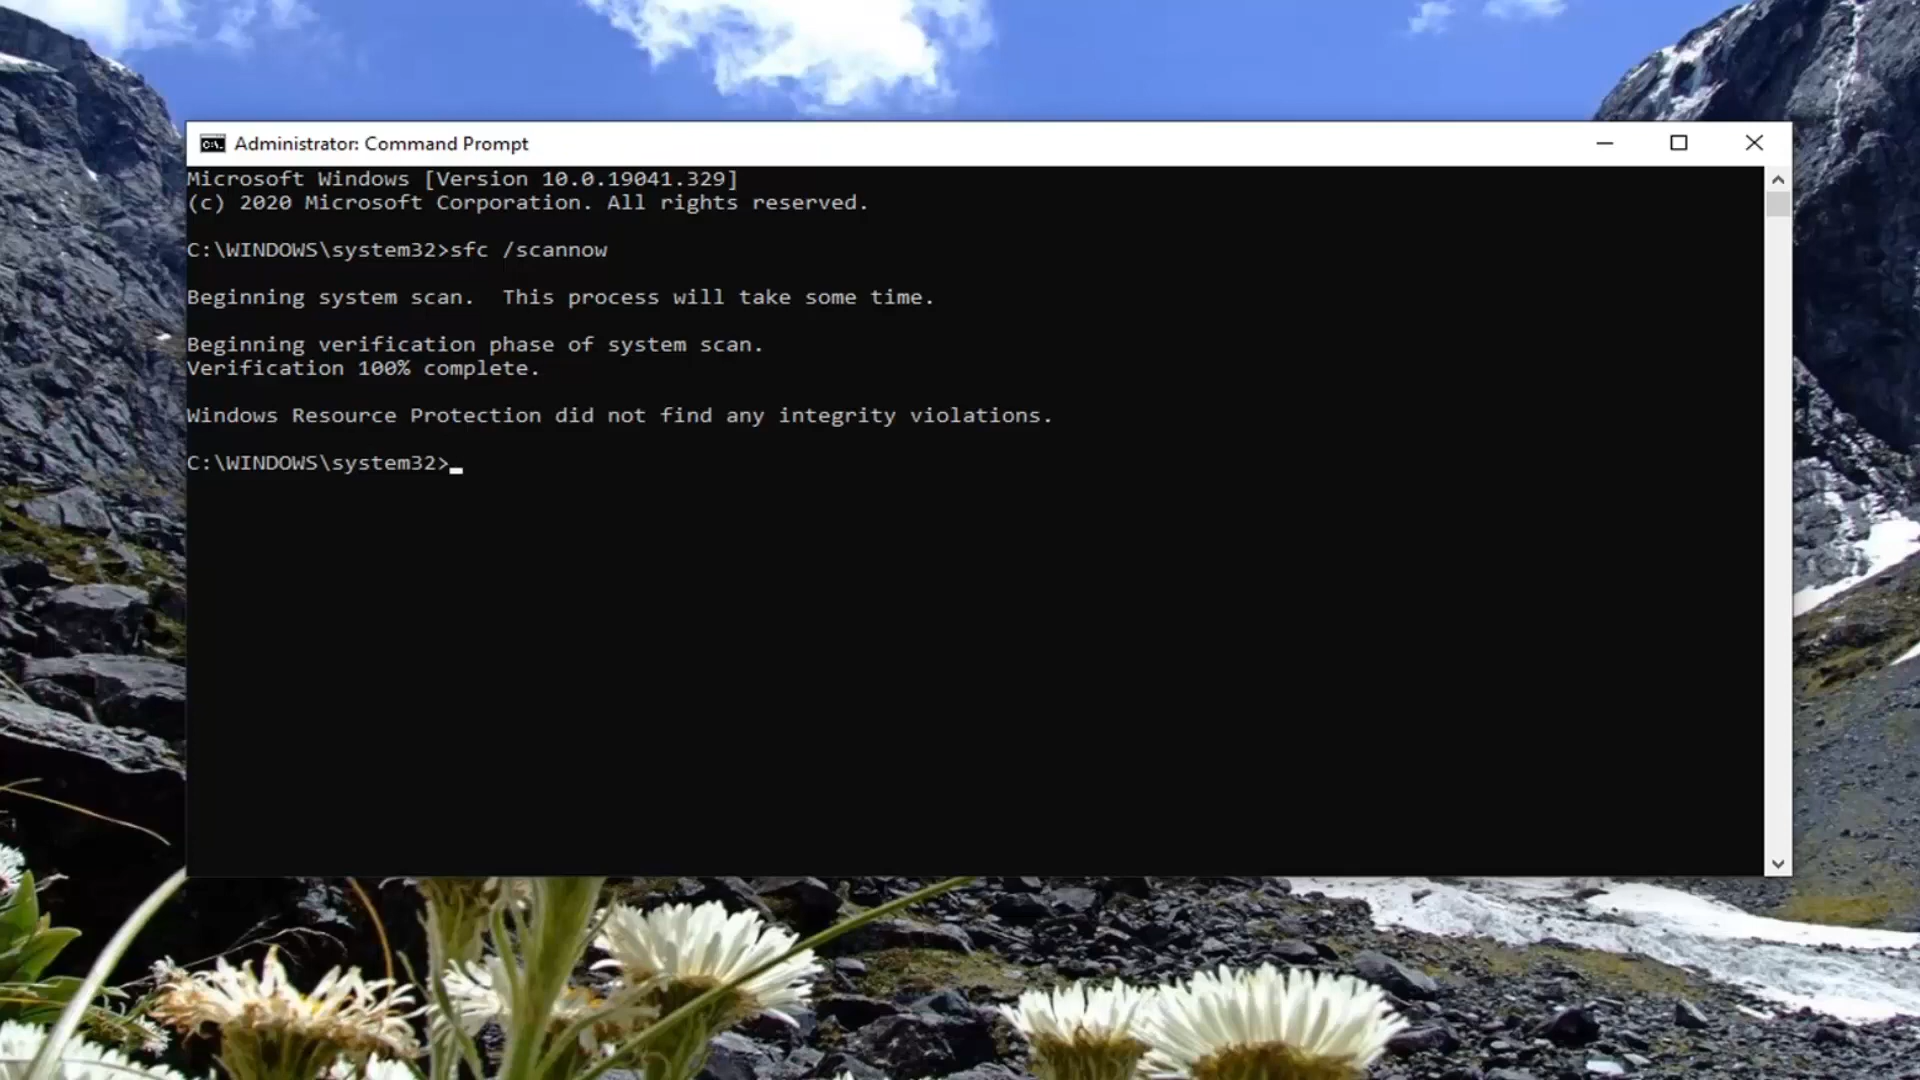 Administrator: Command Prompt
Microsoft Windows [Version 10.0.19041.329]
(c) 2020 Microsoft Corporation. All rights reserved.
C:\WINDOWS\system32>sfc /scannow
Beginning system scan.  This process will take some time.
Beginning verification phase of system scan.
Verification 100% complete.
Windows Resource Protection did not find any integrity violations.
C:\WINDOWS\system32>